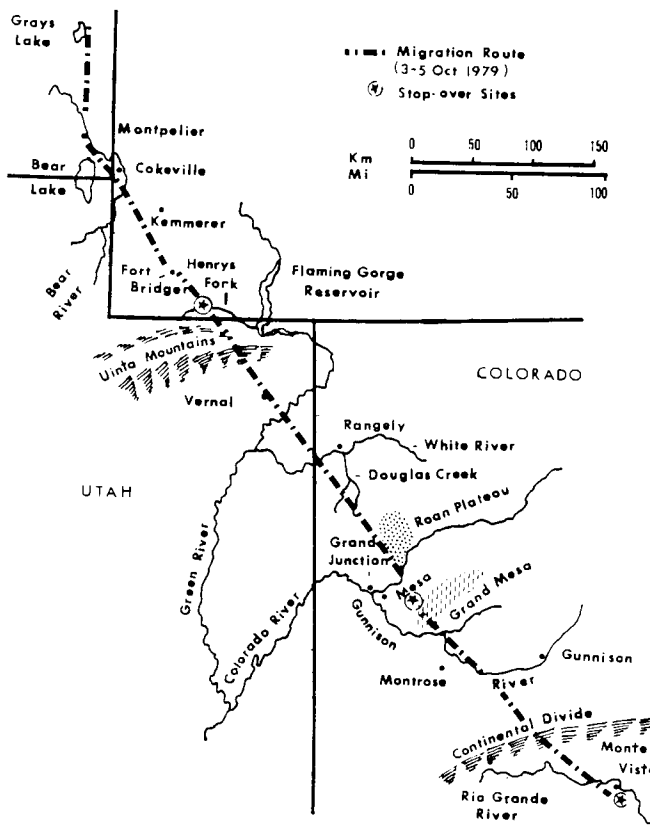 Grays
Lake
Migration Route
(3-5 Oct 1979)
Stop-over Sites
Montpelier
Km 0 50 100 150
Mi 50 100
Bear
Lake
Cokeville
Kemmerer
Bear
River
Fort
Bridger
Henrys
Fork
Flaming Gorge
Reservoir
Uinta Mountains
Vernal
COLORADO
Rangely
White River
Douglas Creek
UTAH
Roan Plateau
Grand
Junction
Green River
Mesa
Grand Mesa
Colorado River
Gunnison
Gunnison
Montrose
River
Continental Divide
Monte
Vista
Ria Grande
River